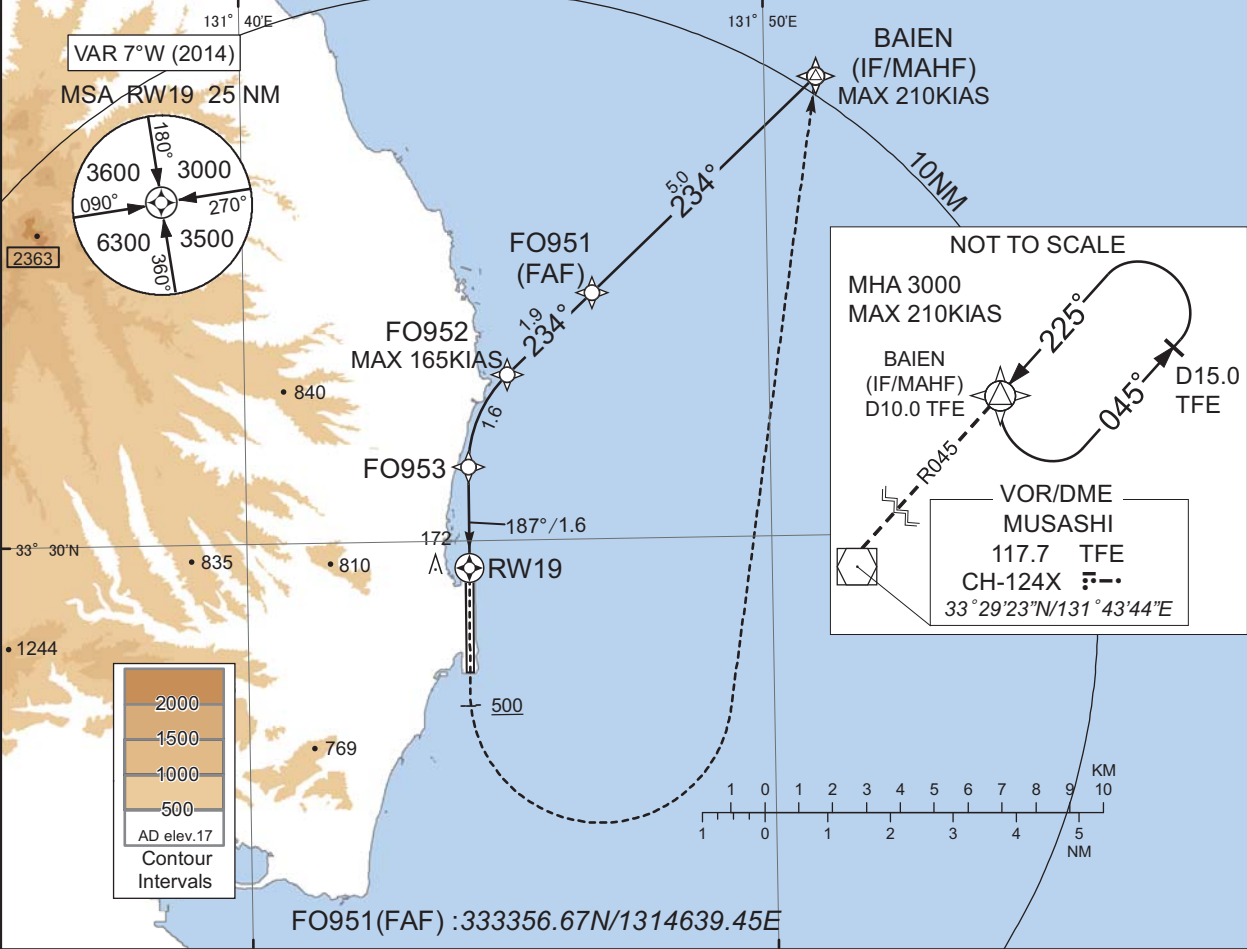 131° 40'E
131° 50'E
VAR 7°W (2014)
MSA RW19 25 NM
180°
3600
3000
090°
270°
6300
3500
360°
2363
BAIEN
(IF/MAHF)
MAX 210KIAS
10NM
5.0
234°
FO951
(FAF)
1.9
234°
FO952
MAX 165KIAS
1.6
FO953
187°/1.6
172
RW19
500
840
33° 30'N
835
810
1244
769
NOT TO SCALE
MHA 3000
MAX 210KIAS
225°
BAIEN
(IF/MAHF)
D10.0 TFE
045°
D15.0
TFE
R045
VOR/DME
MUSASHI
117.7 TFE
CH-124X
33°29'23"N/131°43'44"E
2000
1500
1000
500
AD elev.17
Contour
Intervals
KM
1 0 1 2 3 4 5 6 7 8 9 10
1 0 1 2 3 4 5
NM
FO951(FAF) :333356.67N/1314639.45E